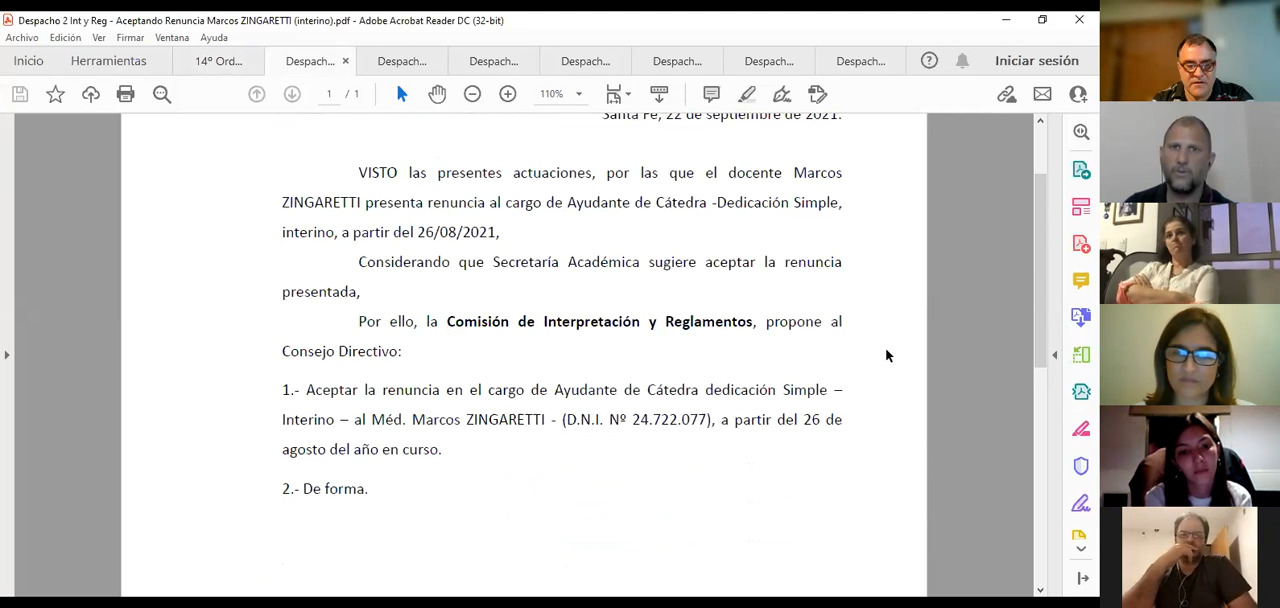 Despacho 2 Int y Reg - Aceptando Renuncia Marcos ZINGARETTI (interino).pdf - Adobe Acrobat Reader DC (32-bit)
Archivo Edición Ver Firmar Ventana Ayuda
Inicio Herramientas 14º Ord... Despach... × Despach... Despach... Despach... Despach... Despach... Despach... Iniciar sesión
1 / 1 110%
Santa Fe, 22 de septiembre de 2021.
VISTO las presentes actuaciones, por las que el docente Marcos
ZINGARETTI presenta renuncia al cargo de Ayudante de Cátedra -Dedicación Simple,
interino, a partir del 26/08/2021,
Considerando que Secretaría Académica sugiere aceptar la renuncia
presentada,
Por ello, la Comisión de Interpretación y Reglamentos, propone al
Consejo Directivo:
1.- Aceptar la renuncia en el cargo de Ayudante de Cátedra dedicación Simple –
Interino – al Méd. Marcos ZINGARETTI - (D.N.I. Nº 24.722.077), a partir del 26 de
agosto del año en curso.
2.- De forma.